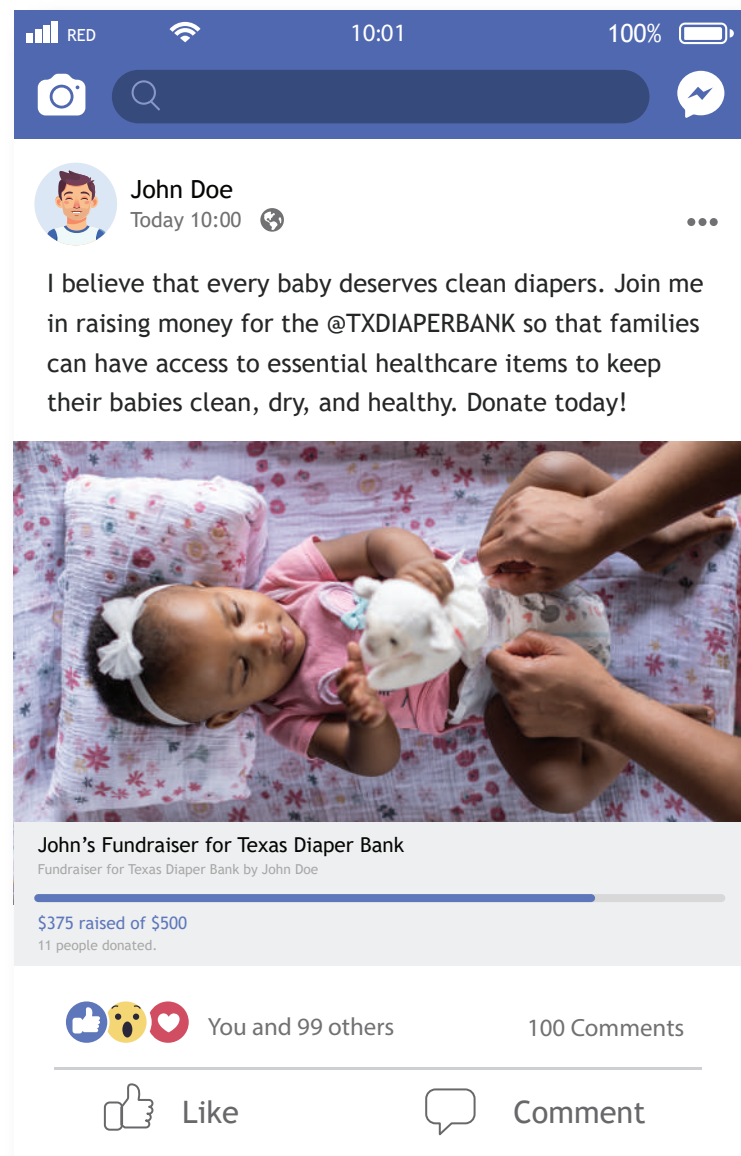 RED 10:01 100%
John Doe
Today 10:00
I believe that every baby deserves clean diapers. Join me
in raising money for the @TXDIAPERBANK so that families
can have access to essential healthcare items to keep
their babies clean, dry, and healthy. Donate today!
John’s Fundraiser for Texas Diaper Bank
Fundraiser for Texas Diaper Bank by John Doe
$375 raised of $500
11 people donated.
You and 99 others 100 Comments
Like Comment